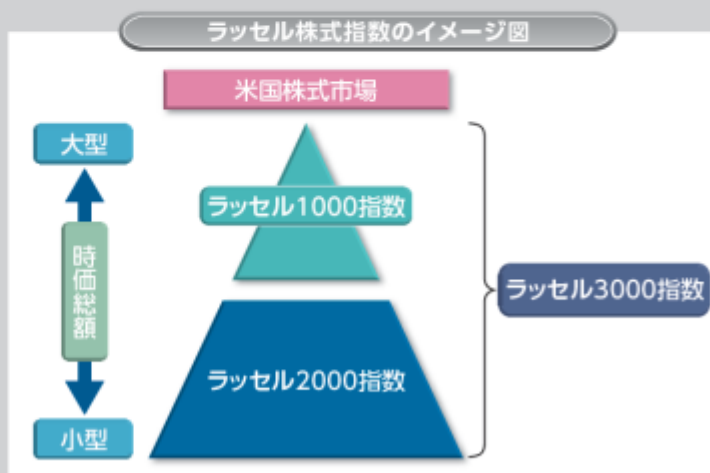 ラッセル株式指数のイメージ図
米国株式市場
大型
ラッセル1000指数
時価総額
ラッセル3000指数
ラッセル2000指数
小型